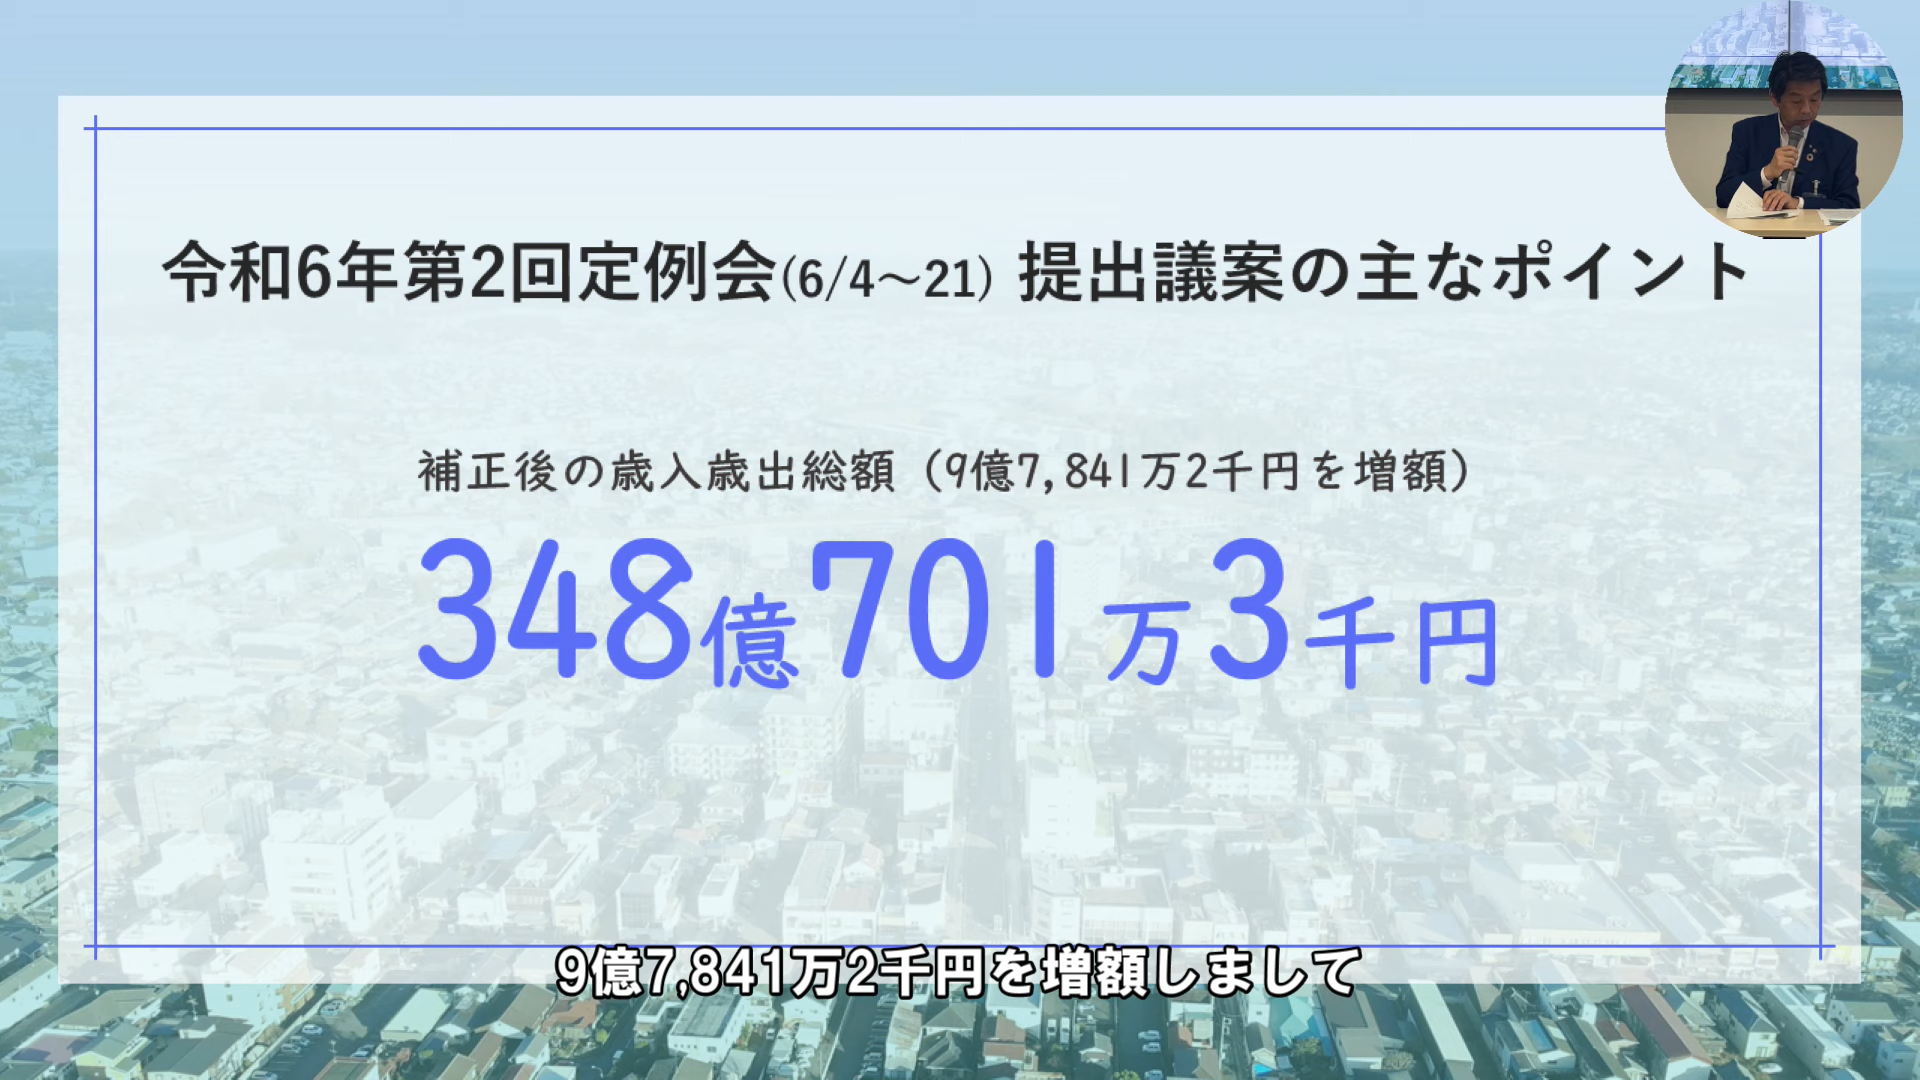 令和6年第2回定例会(6/4～21) 提出議案の主なポイント
補正後の歳入歳出総額（9億7,841万2千円を増額）
348億701万3千円
9億7,841万2千円を増額しまして